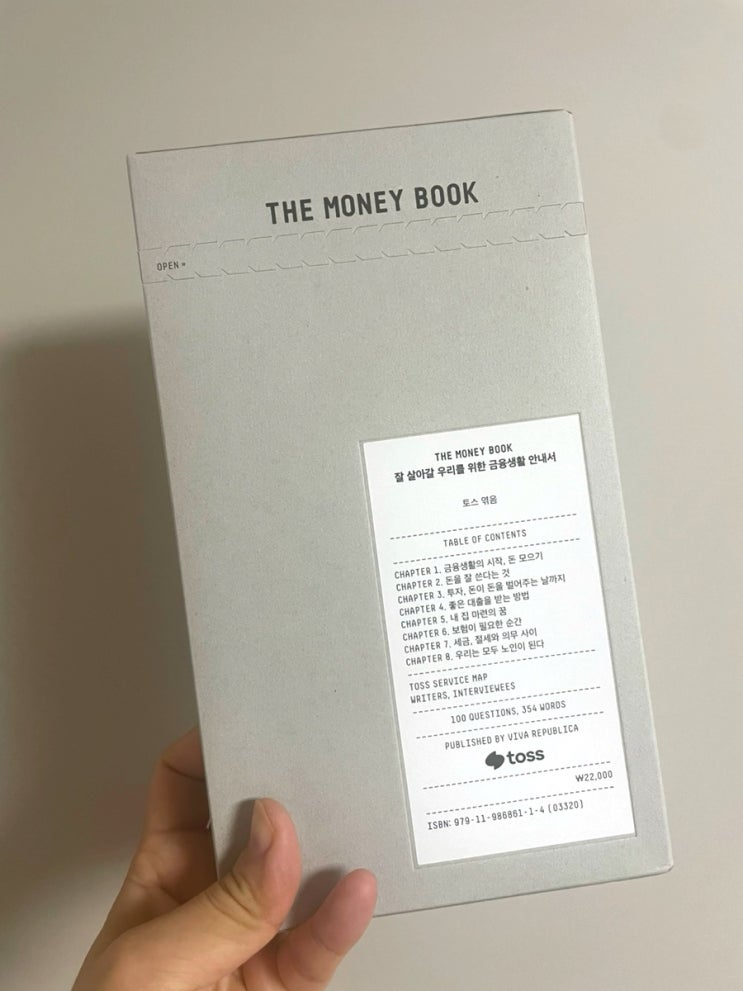 THE MONEY BOOK
OPEN »
THE MONEY BOOK
잘 살아갈 우리를 위한 금융생활 안내서
토스 엮음
TABLE OF CONTENTS
CHAPTER 1. 금융생활의 시작, 돈 모으기
CHAPTER 2. 돈을 잘 쓴다는 것
CHAPTER 3. 투자, 돈이 돈을 벌어주는 날까지
CHAPTER 4. 좋은 대출을 받는 방법
CHAPTER 5. 내 집 마련의 꿈
CHAPTER 6. 보험이 필요한 순간
CHAPTER 7. 세금, 절세와 의무 사이
CHAPTER 8. 우리는 모두 노인이 된다
TOSS SERVICE MAP
WRITERS, INTERVIEWEES
100 QUESTIONS, 354 WORDS
PUBLISHED BY VIVA REPUBLICA
toss
₩22,000
ISBN: 979-11-986861-1-4 (03320)